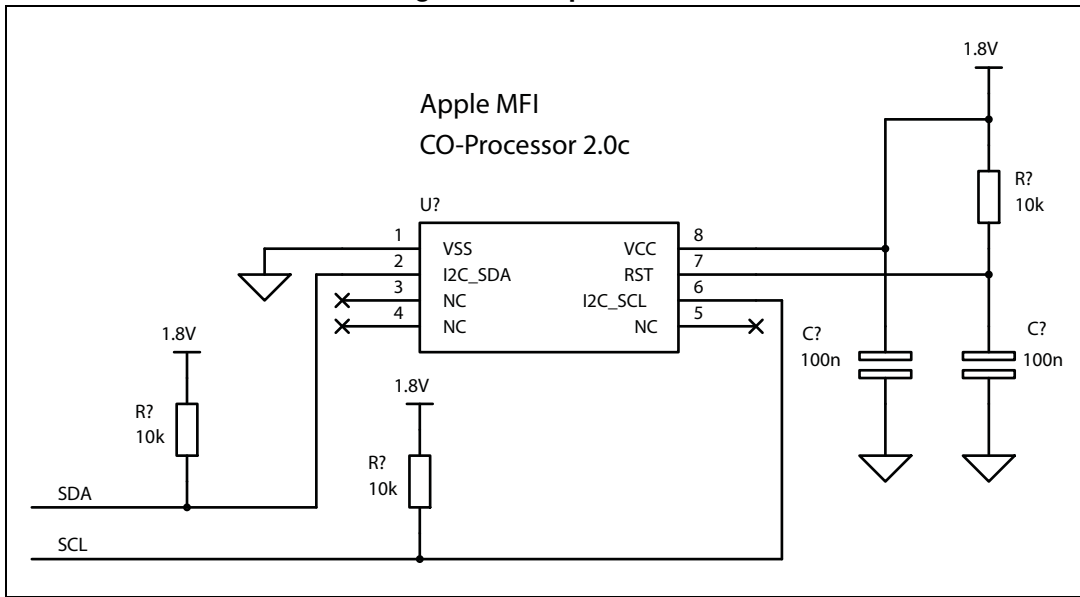 1.8V
Apple MFI
CO-Processor 2.0c
R?
10k
U?
1
VSS
VCC
8
2
I2C_SDA
RST
7
3
NC
I2C_SCL
6
4
NC
NC
5
1.8V
C?
100n
C?
100n
1.8V
R?
10k
R?
10k
SDA
SCL